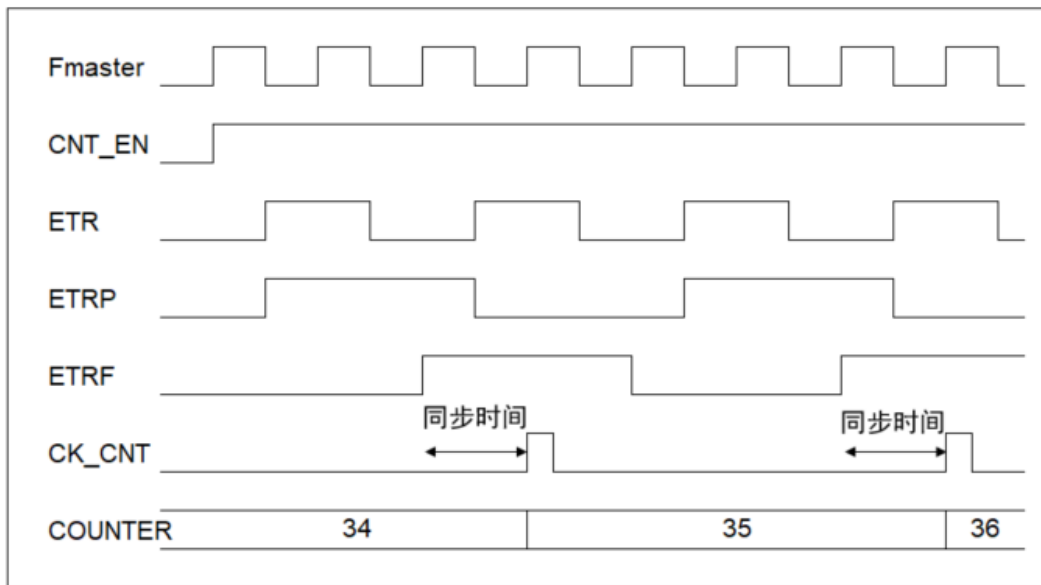 Fmaster
CNT_EN
ETR
ETRP
ETRF
同步时间 同步时间
CK_CNT
COUNTER 34 35 36